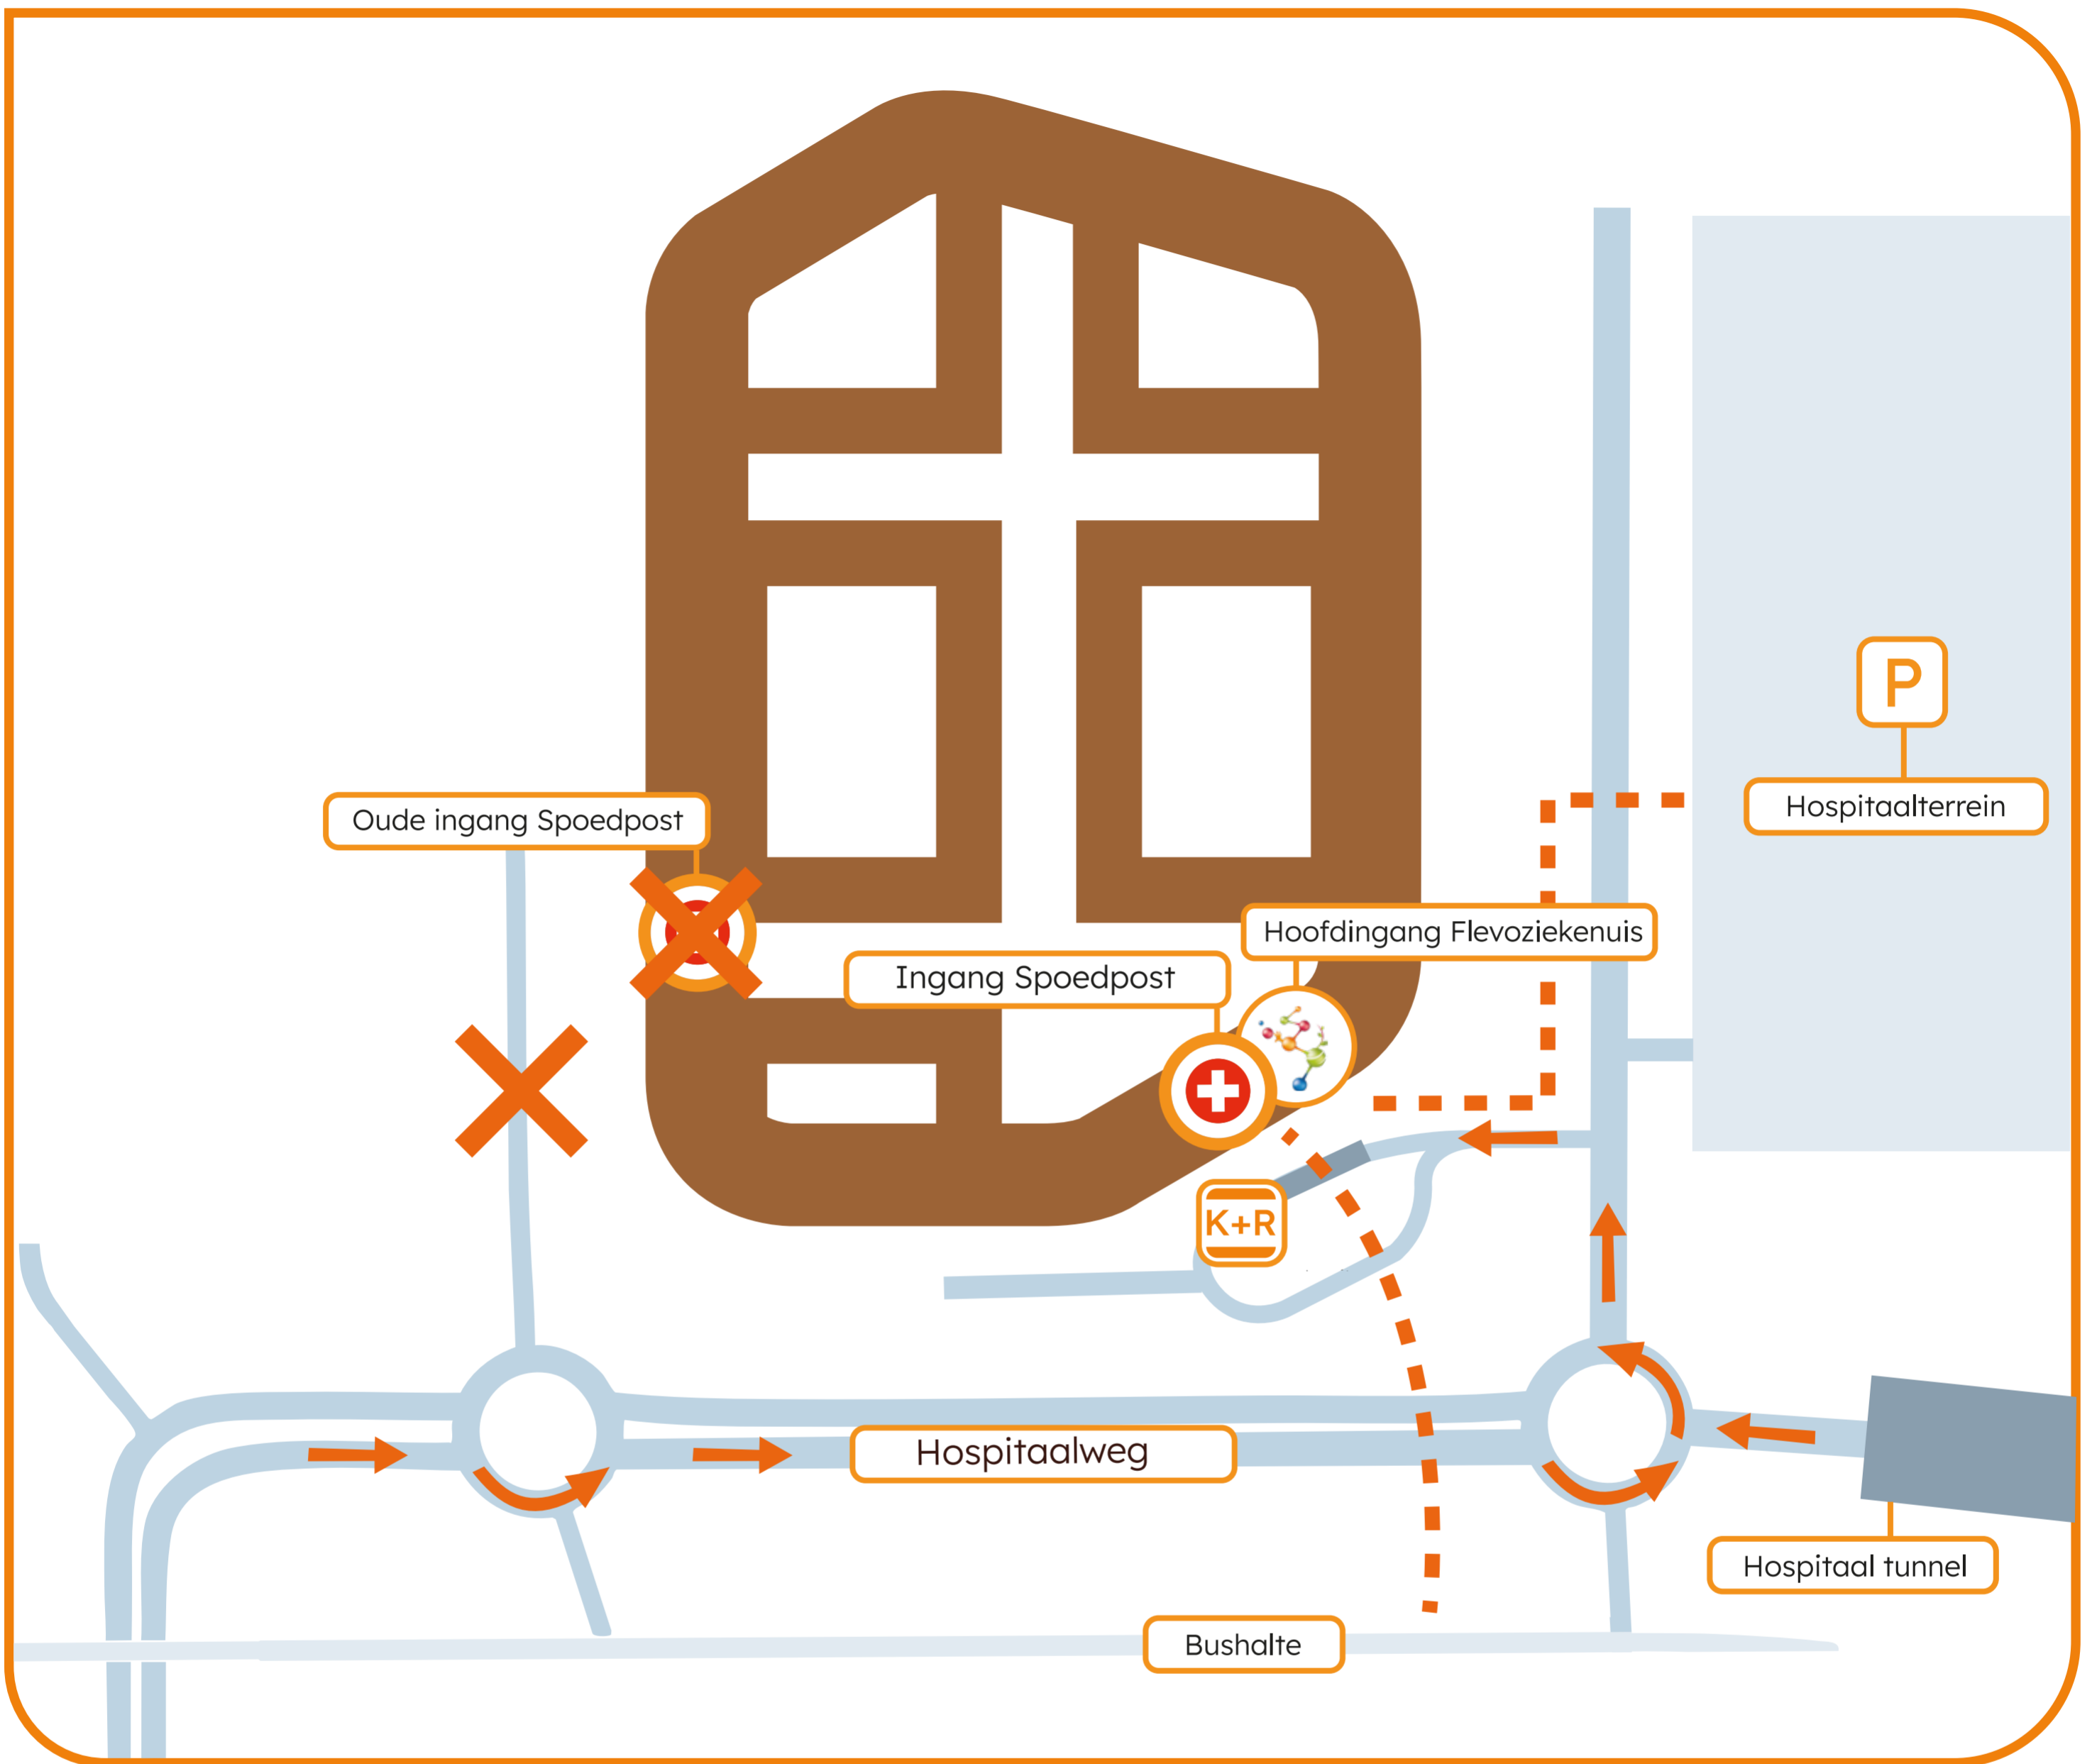 P
Hospitaalterrein
Oude ingang Spoedpost
Hoofdingang Flevoziekenuis
Ingang Spoedpost
K+R
Hospitaalweg
Hospitaal tunnel
Bushalte